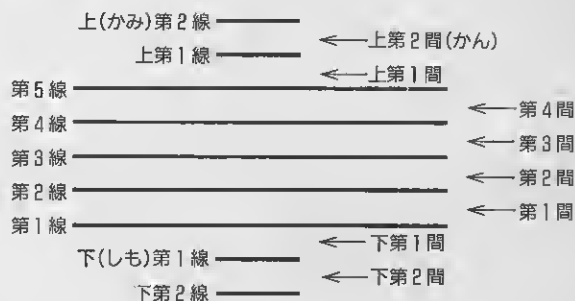 上(かみ)第2線
上第2間(かん)
上第1線
上第1間
第5線
第4間
第4線
第3間
第3線
第2間
第2線
第1間
第1線
下第1間
下(しも)第1線
下第2間
下第2線